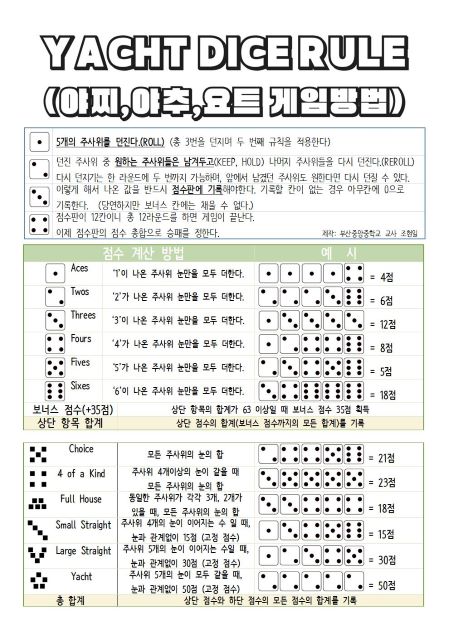 YACHT DICE RULE
(야찌,야추,요트 게임방법)
5개의 주사위를 던진다.(ROLL) (총 3번을 던지며 두 번째 규칙을 적용한다)
던진 주사위 중 원하는 주사위들은 남겨두고(KEEP, HOLD) 나머지 주사위들을 다시 던진다.(REROLL)
다시 던지기는 한 라운드에 두 번까지 가능하며, 앞에서 남겼던 주사위도 원한다면 다시 던질 수 있다.
이렇게 해서 나온 값을 반드시 점수판에 기록해야한다. 기록할 칸이 없는 경우 아무칸에 0으로
기록한다. (당연하지만 보너스 칸에는 채울 수 없다.)
점수판이 12칸이니 총 12라운드를 하면 게임이 끝난다.
이제 점수판의 점수 총합으로 승패를 정한다. 제작: 부산중앙중학교 교사 조현일
점수 계산 방법 예 시
Aces '1'이 나온 주사위 눈만을 모두 더한다. = 4점
Twos '2'가 나온 주사위 눈만을 모두 더한다. = 6점
Threes '3'이 나온 주사위 눈만을 모두 더한다. = 12점
Fours '4'가 나온 주사위 눈만을 모두 더한다. = 8점
Fives '5'가 나온 주사위 눈만을 모두 더한다. = 5점
Sixes '6'이 나온 주사위 눈만을 모두 더한다. = 18점
보너스 점수(+35점) 상단 항목의 합계가 63 이상일 때 보너스 점수 35점 획득
상단 항목 합계 상단 점수의 합계(보너스 점수까지의 모든 합계)를 기록
Choice 모든 주사위의 눈의 합 = 21점
4 of a Kind 주사위 4개이상의 눈이 같을 때
모든 주사위의 눈의 합 = 23점
Full House 동일한 주사위가 각각 3개, 2개가
있을 때, 모든 주사위의 눈의 합 = 18점
Small Straight 주사위 4개의 눈이 이어지는 수 일 때,
눈과 관계없이 15점 (고정 점수) = 15점
Large Straight 주사위 5개의 눈이 이어지는 수일 때,
눈과 관계없이 30점 (고정 점수) = 30점
Yacht 주사위 5개의 눈이 모두 같을 때,
눈과 관계없이 50점 (고정 점수) = 50점
총 합계 상단 점수와 하단 점수의 모든 점수의 합계를 기록